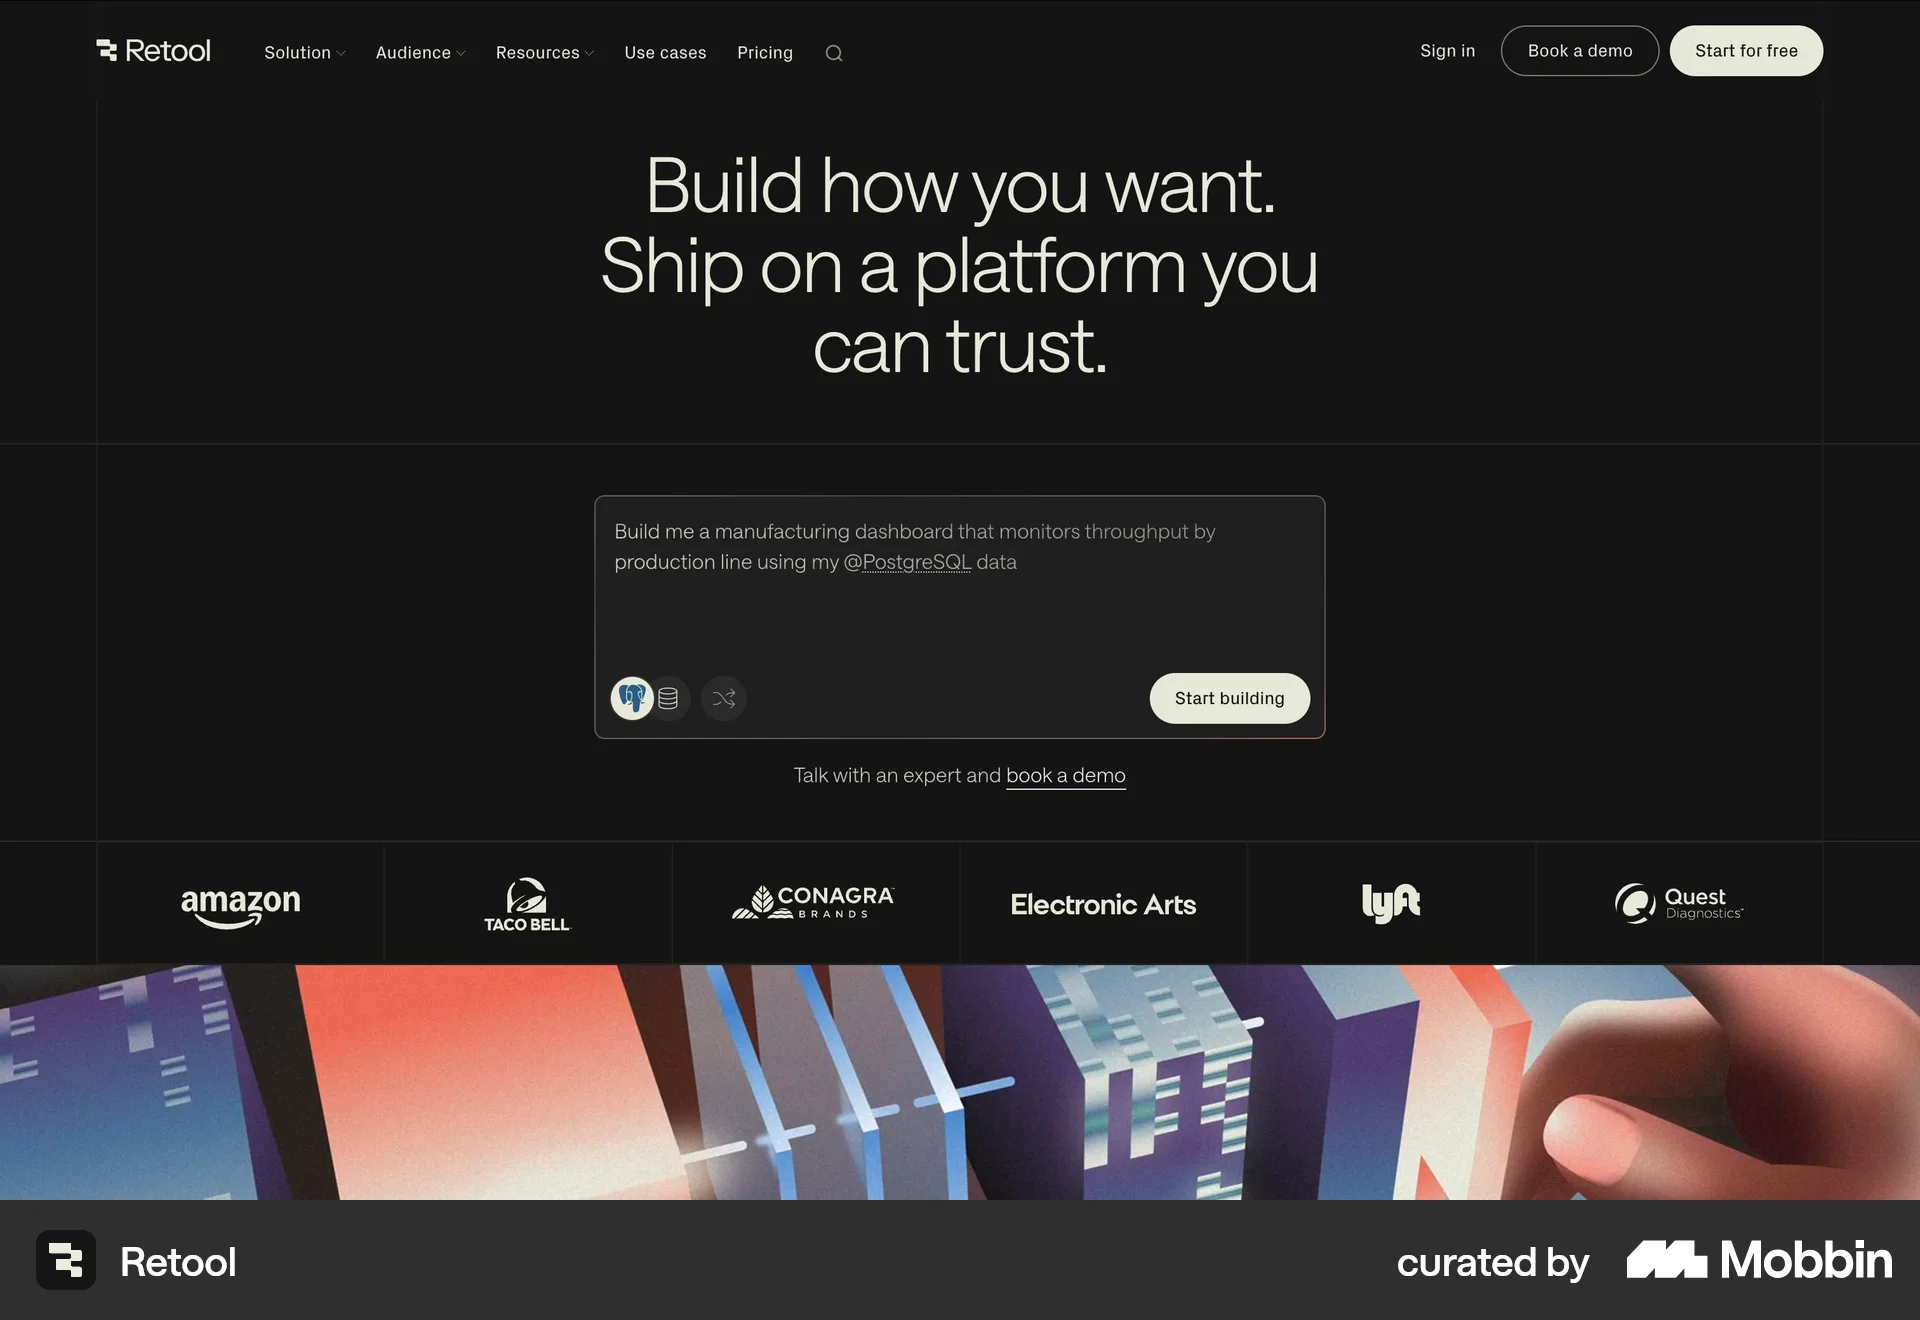 Retool
Solution
Audience
Resources
Use cases
Pricing
Sign in
Book a demo
Start for free
Build how you want.
Ship on a platform you
can trust.
Build me a manufacturing dashboard that monitors throughput by
production line using my @PostgreSQL data
Start building
Talk with an expert and book a demo
amazon
TACO BELL
CONAGRA
BRANDS
Electronic Arts
lyft
Quest
Diagnostics™
Retool
curated by
Mobbin